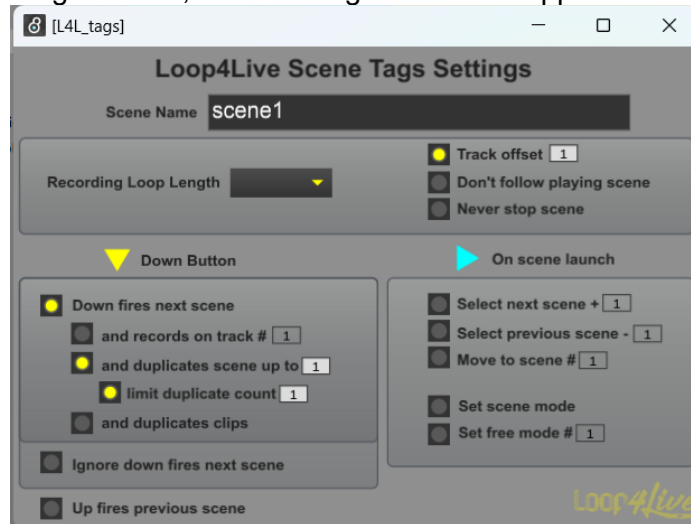 [L4L_tags]
Loop4Live Scene Tags Settings
Scene Name scene1
Recording Loop Length
Track offset 1
Don't follow playing scene
Never stop scene
Down Button
Down fires next scene
and records on track # 1
and duplicates scene up to 1
limit duplicate count 1
and duplicates clips
Ignore down fires next scene
Up fires previous scene
On scene launch
Select next scene + 1
Select previous scene - 1
Move to scene # 1
Set scene mode
Set free mode # 1
Loop4Live